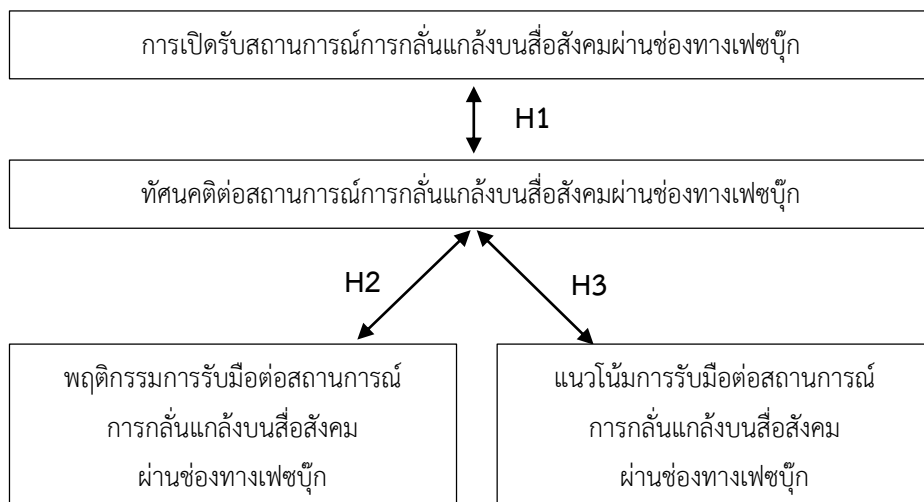 การเปิดรับสถานการณ์การกลั่นแกล้งบนสื่อสังคมผ่านช่องทางเฟซบุ๊ก
H1
ทัศนคติต่อสถานการณ์การกลั่นแกล้งบนสื่อสังคมผ่านช่องทางเฟซบุ๊ก
H2
H3
พฤติกรรมการรับมือต่อสถานการณ์
การกลั่นแกล้งบนสื่อสังคม
ผ่านช่องทางเฟซบุ๊ก
แนวโน้มการรับมือต่อสถานการณ์
การกลั่นแกล้งบนสื่อสังคม
ผ่านช่องทางเฟซบุ๊ก